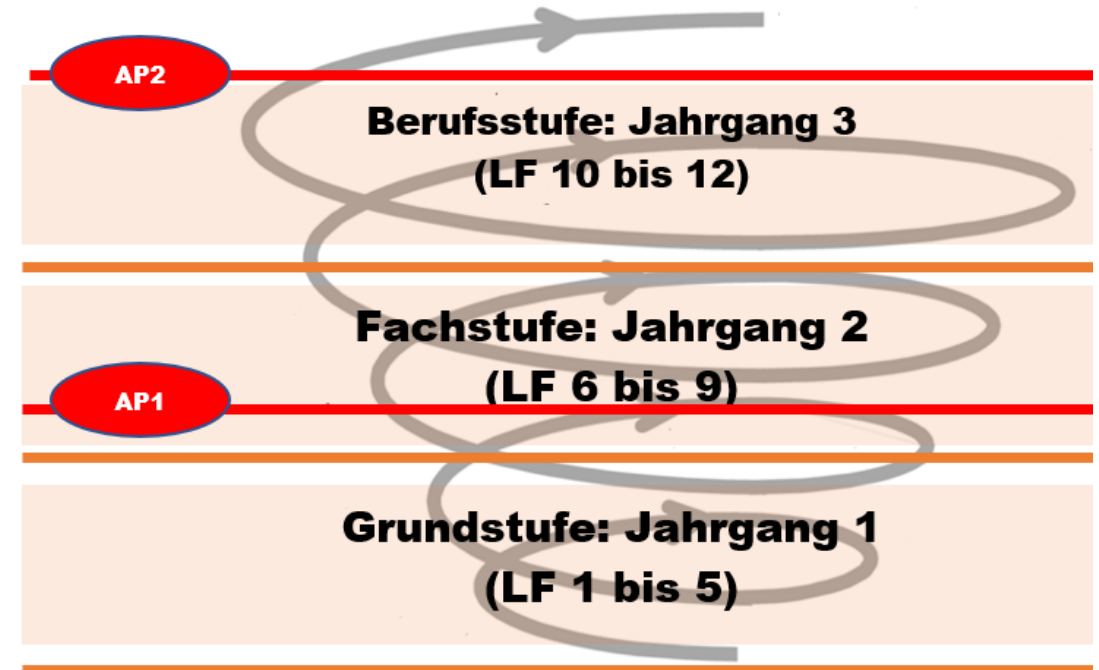 AP2
Berufsstufe: Jahrgang 3
(LF 10 bis 12)
Fachstufe: Jahrgang 2
(LF 6 bis 9)
AP1
Grundstufe: Jahrgang 1
(LF 1 bis 5)